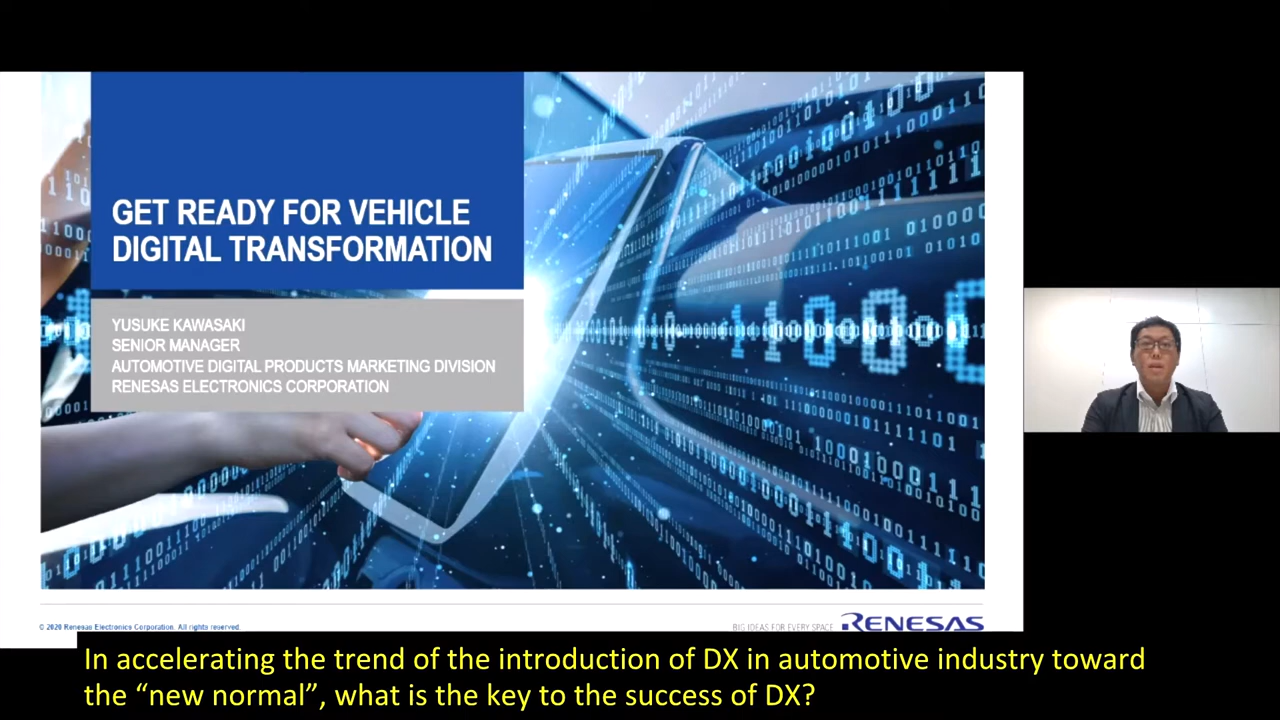 GET READY FOR VEHICLE
DIGITAL TRANSFORMATION
YUSUKE KAWASAKI
SENIOR MANAGER
AUTOMOTIVE DIGITAL PRODUCTS MARKETING DIVISION
RENESAS ELECTRONICS CORPORATION
© 2020 Renesas Electronics Corporation. All rights reserved.
BIG IDEAS FOR EVERY SPACE RENESAS
In accelerating the trend of the introduction of DX in automotive industry toward
the “new normal”, what is the key to the success of DX?